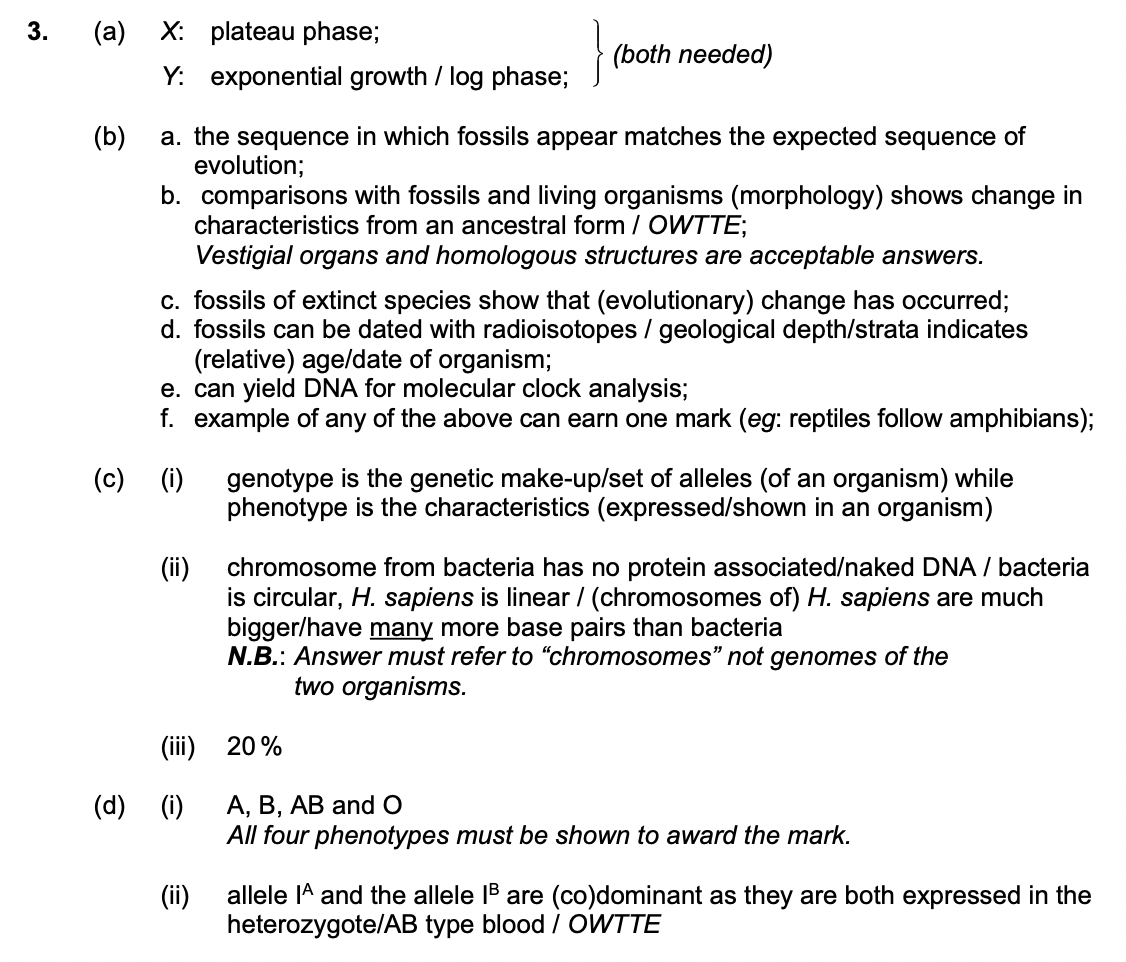 3. (a) X: plateau phase;
(both needed)
Y: exponential growth / log phase;
(b) a. the sequence in which fossils appear matches the expected sequence of
evolution;
b. comparisons with fossils and living organisms (morphology) shows change in
characteristics from an ancestral form / OWTTE;
Vestigial organs and homologous structures are acceptable answers.
c. fossils of extinct species show that (evolutionary) change has occurred;
d. fossils can be dated with radioisotopes / geological depth/strata indicates
(relative) age/date of organism;
e. can yield DNA for molecular clock analysis;
f. example of any of the above can earn one mark (eg: reptiles follow amphibians);
(c) (i) genotype is the genetic make-up/set of alleles (of an organism) while
phenotype is the characteristics (expressed/shown in an organism)
(ii) chromosome from bacteria has no protein associated/naked DNA / bacteria
is circular, H. sapiens is linear / (chromosomes of) H. sapiens are much
bigger/have many more base pairs than bacteria
N.B.: Answer must refer to “chromosomes” not genomes of the
two organisms.
(iii) 20 %
(d) (i) A, B, AB and O
All four phenotypes must be shown to award the mark.
(ii) allele Iᴬ and the allele Iᴮ are (co)dominant as they are both expressed in the
heterozygote/AB type blood / OWTTE